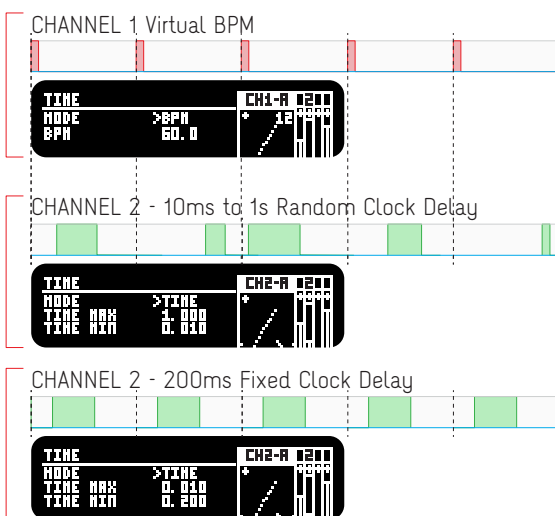 CHANNEL 1 Virtual BPM
TIME CH1-A
MODE >BPM 12
BPM 60.0
CHANNEL 2 - 10ms to 1s Random Clock Delay
TIME CH2-A
MODE >TIME
TIME MAX 1.000
TIME MIN 0.010
CHANNEL 2 - 200ms Fixed Clock Delay
TIME CH2-A
MODE >TIME
TIME MAX 0.010
TIME MIN 0.200